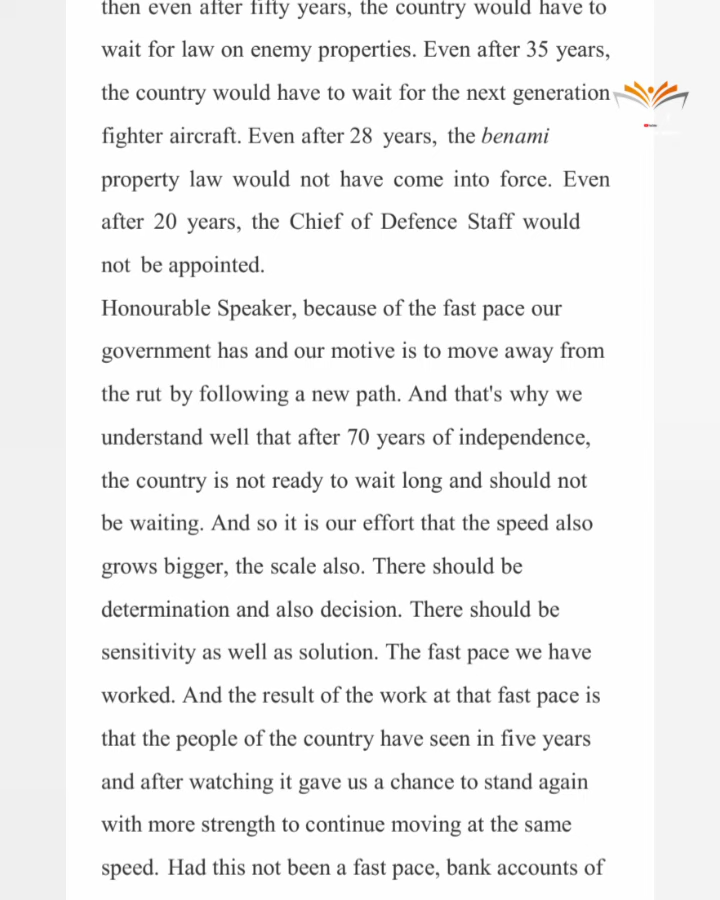 then even after fifty years, the country would have to
wait for law on enemy properties. Even after 35 years,
the country would have to wait for the next generation
fighter aircraft. Even after 28 years, the benami
property law would not have come into force. Even
after 20 years, the Chief of Defence Staff would
not be appointed.
Honourable Speaker, because of the fast pace our
government has and our motive is to move away from
the rut by following a new path. And that's why we
understand well that after 70 years of independence,
the country is not ready to wait long and should not
be waiting. And so it is our effort that the speed also
grows bigger, the scale also. There should be
determination and also decision. There should be
sensitivity as well as solution. The fast pace we have
worked. And the result of the work at that fast pace is
that the people of the country have seen in five years
and after watching it gave us a chance to stand again
with more strength to continue moving at the same
speed. Had this not been a fast pace, bank accounts of